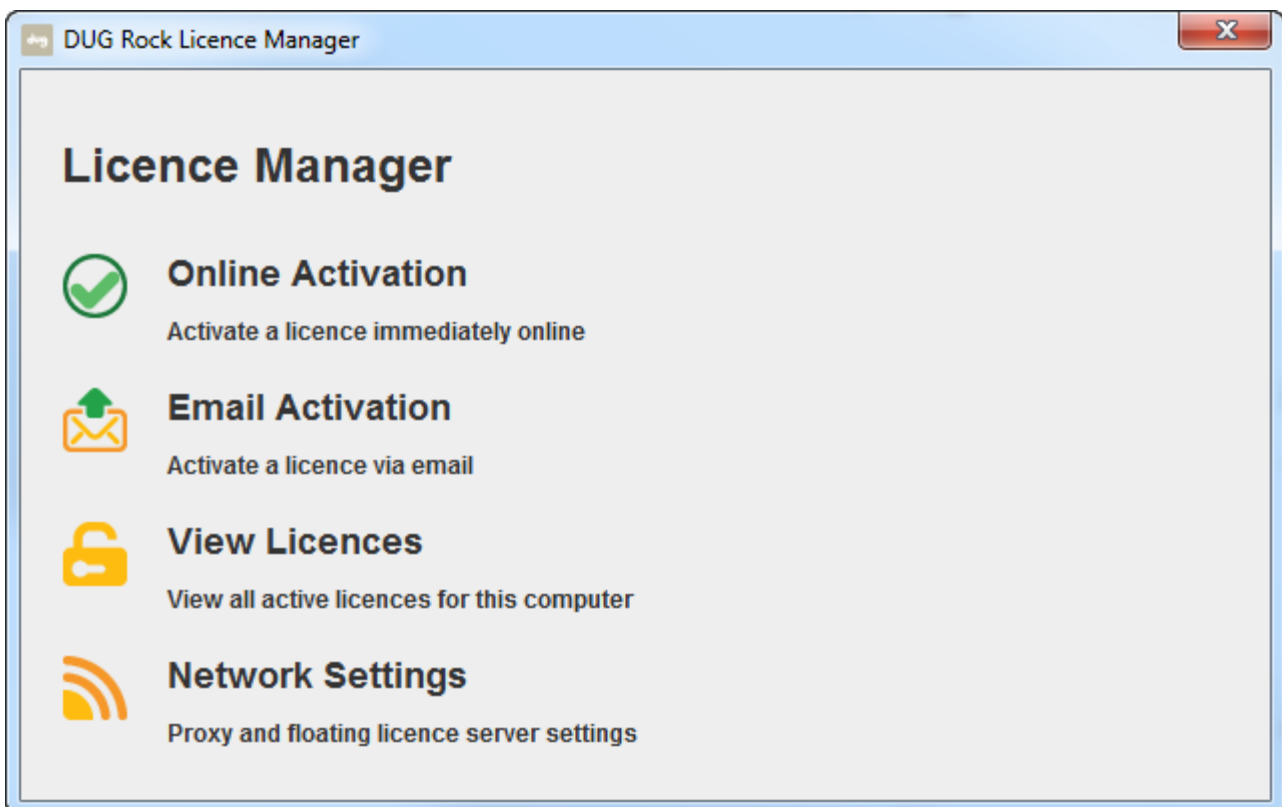 DUG Rock Licence Manager
Licence Manager
Online Activation
Activate a licence immediately online
Email Activation
Activate a licence via email
View Licences
View all active licences for this computer
Network Settings
Proxy and floating licence server settings